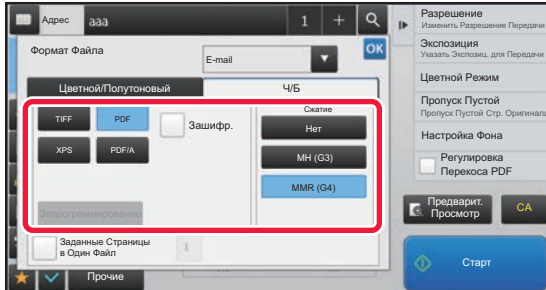 Адрес
aaa
1
+
Формат Файла
E-mail
OK
Цветной/Полутоновый
Ч/Б
TIFF
PDF
Зашифр.
XPS
PDF/A
Запрограммированно
Сжатие
Нет
MH (G3)
MMR (G4)
Заданные Страницы
в Один Файл
1
Прочие
Разрешение
Изменить Разрешение Передачи
Экспозиция
Указать Экспозиц. для Передачи
Цветной Режим
Пропуск Пустой
Пропуск Пустой Стр. Оригинала
Настройка Фона
Регулировка
Перекоса PDF
Предварит.
Просмотр
CA
Старт